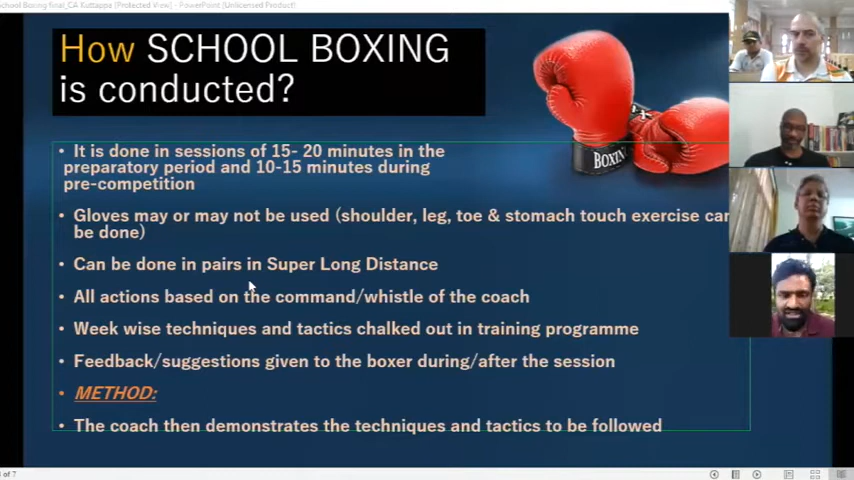 School Boxing final_CA Kuttappa [Protected View] - PowerPoint [Unlicensed Product]
How SCHOOL BOXING
is conducted?
BOXING
• It is done in sessions of 15- 20 minutes in the
preparatory period and 10-15 minutes during
pre-competition
• Gloves may or may not be used (shoulder, leg, toe & stomach touch exercise can
be done)
• Can be done in pairs in Super Long Distance
• All actions based on the command/whistle of the coach
• Week wise techniques and tactics chalked out in training programme
• Feedback/suggestions given to the boxer during/after the session
• METHOD:
• The coach then demonstrates the techniques and tactics to be followed
of 7